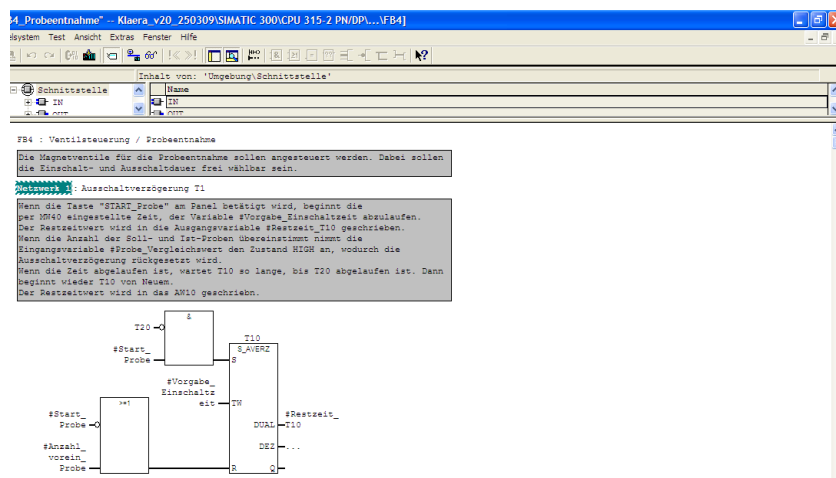 34_Probeentnahme" -- Klaera_v20_250309\SIMATIC 300\CPU 315-2 PN/DP\...\FB4]
elsystem Test Ansicht Extras Fenster Hilfe
Inhalt von: 'Umgebung\Schnittstelle'
Schnittstelle
Name
IN
IN
OUT
OUT
FB4 : Ventilsteuerung / Probeentnahme
Die Magnetventile für die Probeentnahme sollen angesteuert werden. Dabei sollen
die Einschalt- und Ausschaltdauer frei wählbar sein.
Netzwerk 1: Ausschaltverzögerung T1
Wenn die Taste "START_Probe" am Panel betätigt wird, beginnt die
per MW40 eingestellte Zeit, der Variable #Vorgabe_Einschaltzeit abzulaufen.
Der Restzeitwert wird in die Ausgangsvariable #Restzeit_T10 geschrieben.
Wenn die Anzahl der Soll- und Ist-Proben übereinstimmt nimmt die
Eingangsvariable #Probe_Vergleichswert den Zustand HIGH an, wodurch die
Ausschaltverzögerung rückgesetzt wird.
Wenn die Zeit abgelaufen ist, wartet T10 so lange, bis T20 abgelaufen ist. Dann
beginnt wieder T10 von Neuem.
Der Restzeitwert wird in das AW10 geschriebn.
&
T20
#Start_
Probe
T10
S_AVERZ
S
#Vorgabe_
Einschaltz
eit
TW
>=1
#Start_
Probe
#Anzahl_
vorein_
Probe
#Restzeit_
DUAL
T10
DEZ
...
R
Q